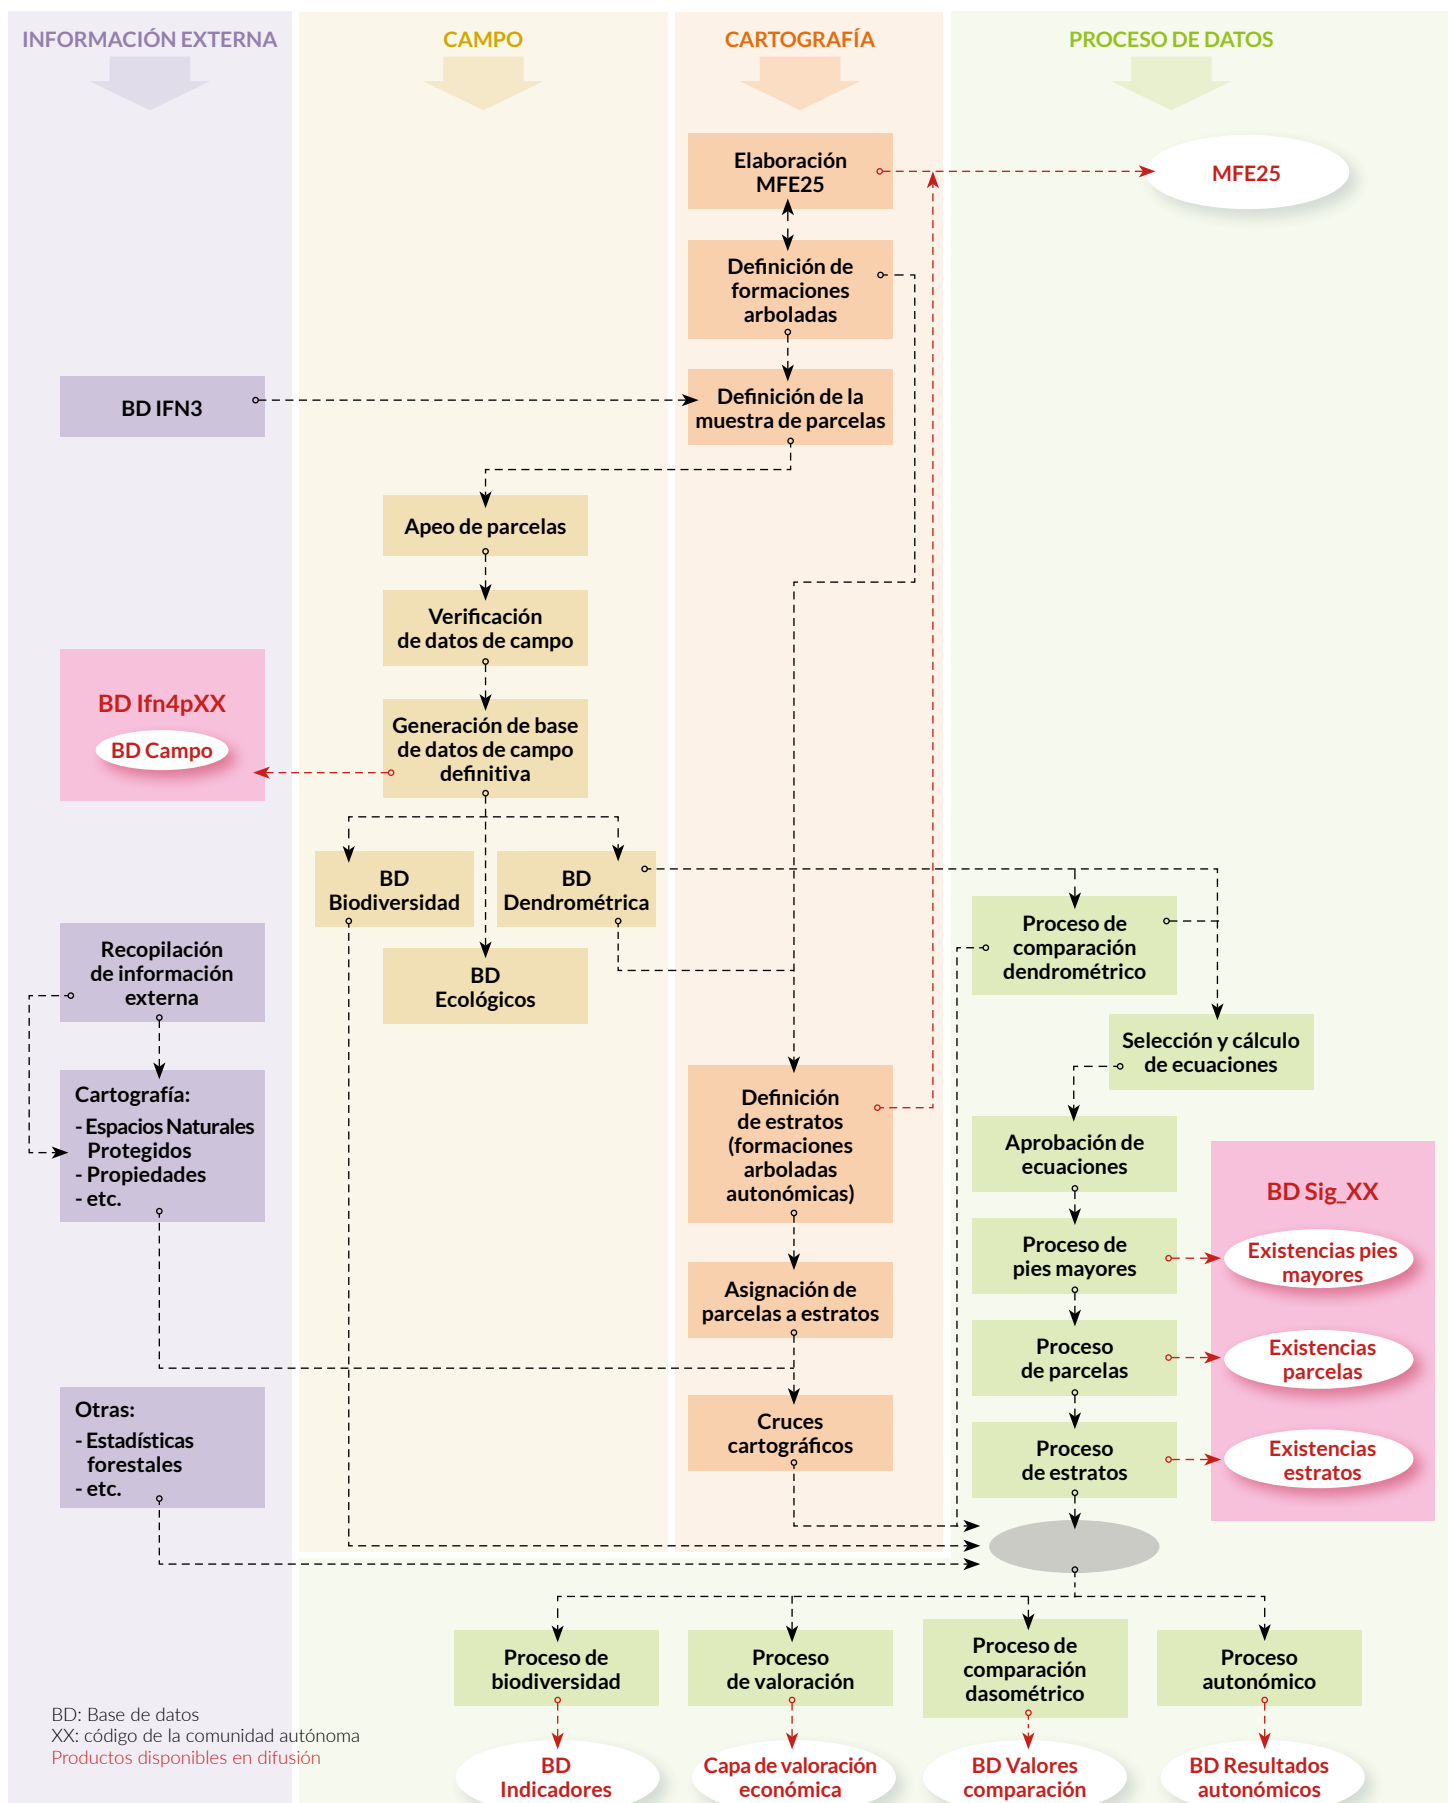 INFORMACIÓN EXTERNA
CAMPO
CARTOGRAFÍA
PROCESO DE DATOS
Elaboración
MFE25
MFE25
Definición de
formaciones
arboladas
BD IFN3
Definición de la
muestra de parcelas
Apeo de parcelas
Verificación
de datos de campo
BD Ifn4pXX
BD Campo
Generación de base
de datos de campo
definitiva
BD
Biodiversidad
BD
Dendrométrica
BD
Ecológicos
Recopilación
de información
externa
Proceso de
comparación
dendrométrico
Selección y cálculo
de ecuaciones
Cartografía:
- Espacios Naturales
Protegidos
- Propiedades
- etc.
Definición
de estratos
(formaciones
arboladas
autonómicas)
Aprobación de
ecuaciones
BD Sig_XX
Proceso de
pies mayores
Existencias pies
mayores
Asignación de
parcelas a estratos
Proceso
de parcelas
Existencias
parcelas
Otras:
- Estadísticas
forestales
- etc.
Cruces
cartográficos
Proceso
de estratos
Existencias
estratos
Proceso de
biodiversidad
Proceso
de valoración
Proceso de
comparación
dasométrico
Proceso
autonómico
BD: Base de datos
XX: código de la comunidad autónoma
Productos disponibles en difusión
BD
Indicadores
Capa de valoración
económica
BD Valores
comparación
BD Resultados
autonómicos